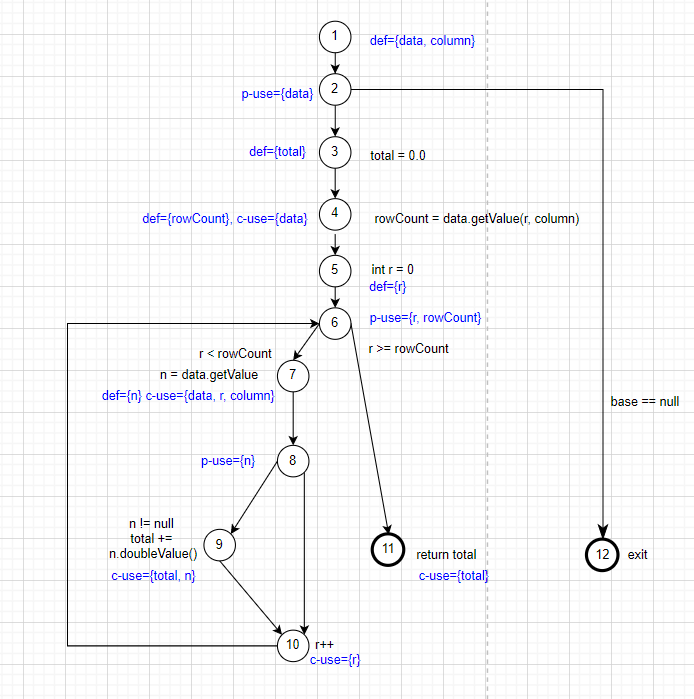 1
def={data, column}
p-use={data}
2
def={total}
3
total = 0.0
def={rowCount}, c-use={data}
4
rowCount = data.getValue(r, column)
5
int r = 0
def={r}
6
p-use={r, rowCount}
r < rowCount
r >= rowCount
n = data.getValue
7
def={n} c-use={data, r, column}
base == null
p-use={n}
8
n != null
total +=
n.doubleValue()
9
c-use={total, n}
11
return total
c-use={total}
12
exit
10
r++
c-use={r}